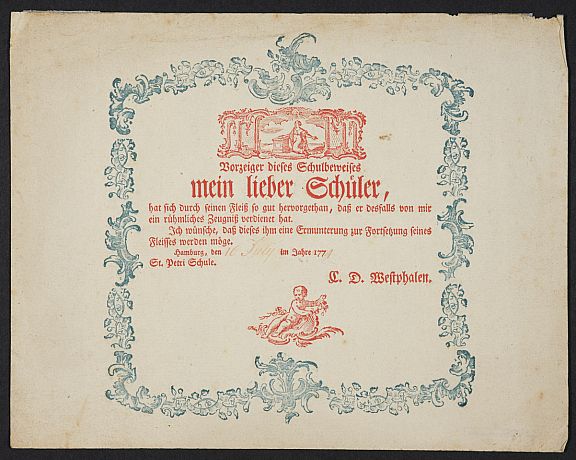 Vorzeiger dieses Schulbeweises
mein lieber Schüler,
hat sich durch seinen Fleiß so gut hervorgethan, daß er desfalls von mir
ein rühmliches Zeugniß verdienet hat.
Ich wünsche, daß dieses ihm eine Ermunterung zur Fortsetzung seines
Fleisses werden möge.
Hamburg, den July im Jahre 177
St. Petri Schule.
C. D. Westphalen.